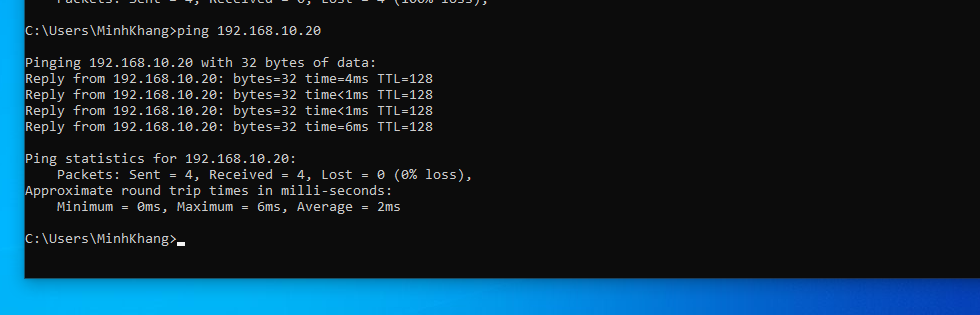 Packets: Sent = 4, Received = 0, Lost = 4 (100% loss),
C:\Users\MinhKhang>ping 192.168.10.20
Pinging 192.168.10.20 with 32 bytes of data:
Reply from 192.168.10.20: bytes=32 time=4ms TTL=128
Reply from 192.168.10.20: bytes=32 time<1ms TTL=128
Reply from 192.168.10.20: bytes=32 time<1ms TTL=128
Reply from 192.168.10.20: bytes=32 time=6ms TTL=128
Ping statistics for 192.168.10.20:
Packets: Sent = 4, Received = 4, Lost = 0 (0% loss),
Approximate round trip times in milli-seconds:
Minimum = 0ms, Maximum = 6ms, Average = 2ms
C:\Users\MinhKhang>